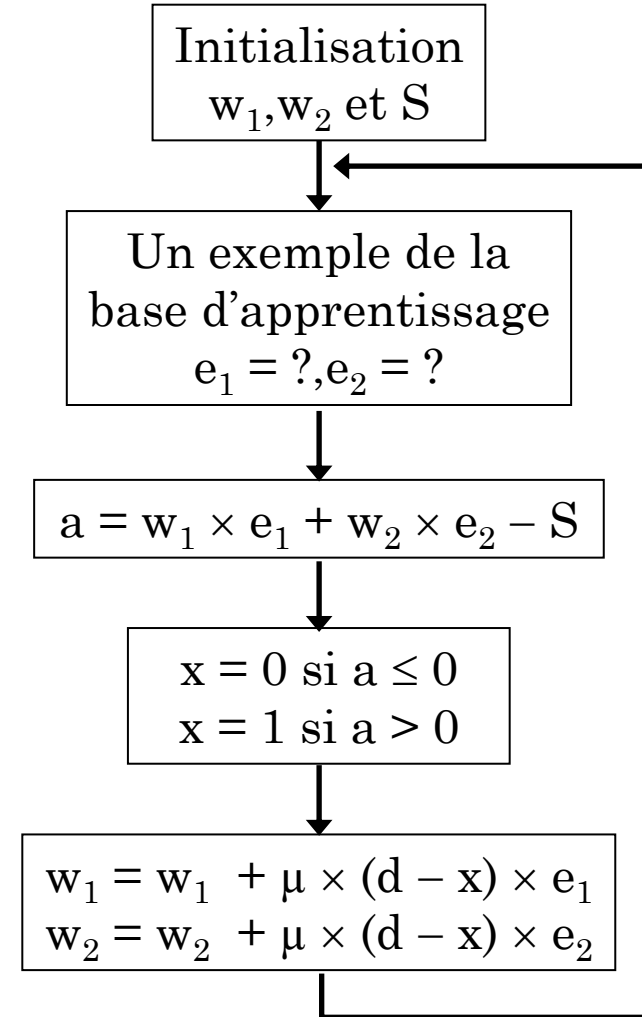 Initialisation
w₁,w₂ et S
Un exemple de la
base d’apprentissage
e₁ = ?,e₂ = ?
a = w₁ × e₁ + w₂ × e₂ – S
x = 0 si a ≤ 0
x = 1 si a > 0
w₁ = w₁ + μ × (d – x) × e₁
w₂ = w₂ + μ × (d – x) × e₂